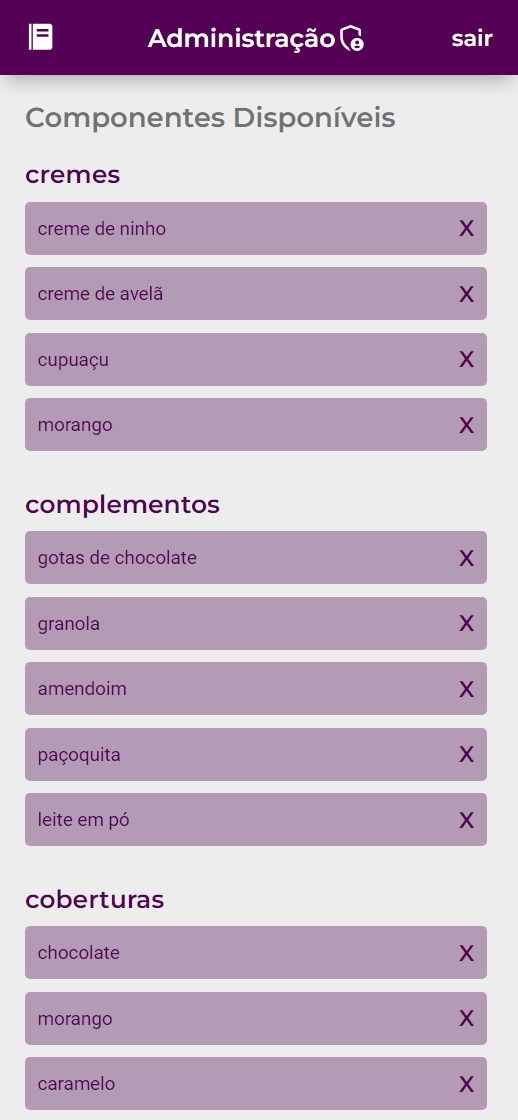 Administração
sair
Componentes Disponíveis
cremes
creme de ninho X
creme de avelã X
cupuaçu X
morango X
complementos
gotas de chocolate X
granola X
amendoim X
paçoquita X
leite em pó X
coberturas
chocolate X
morango X
caramelo X